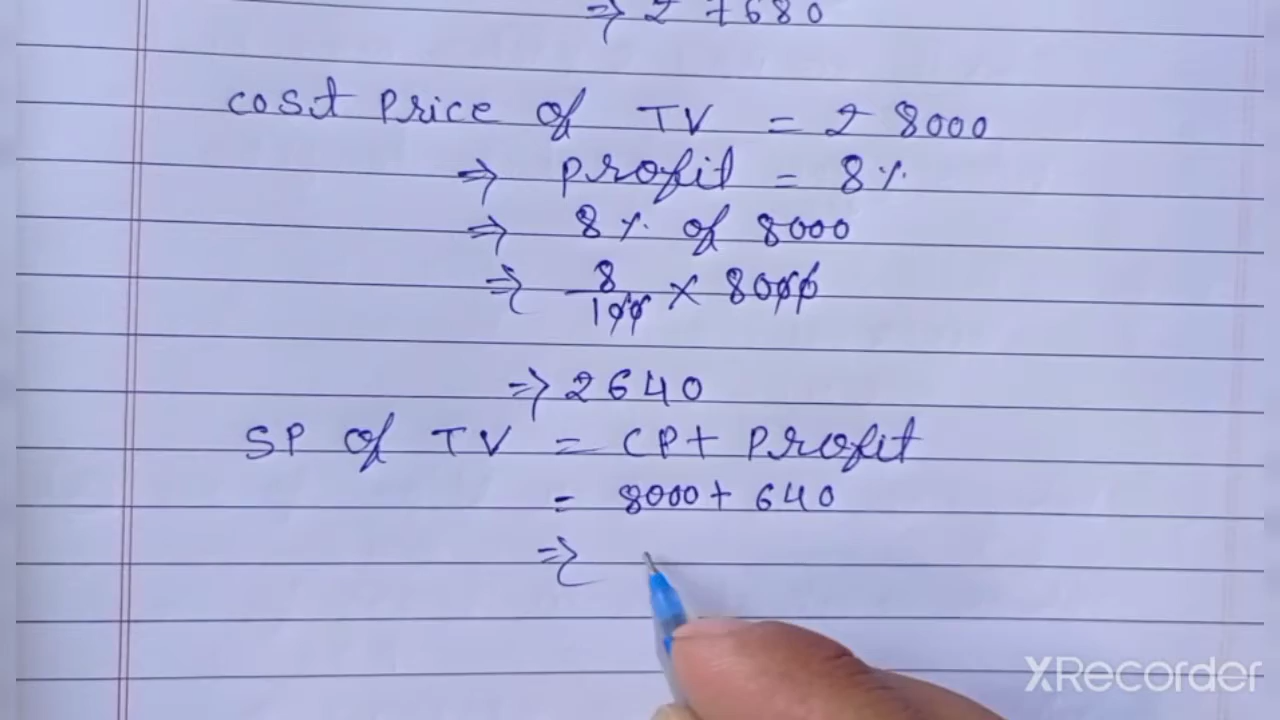 ⇒ ₹ 7680
cost price of TV = ₹ 8000
⇒ profit = 8%
⇒ 8% of 8000
⇒ 8/100 × 8000
⇒ ₹ 640
SP of TV = CP + Profit
= 8000 + 640
⇒ ₹
XRecorder